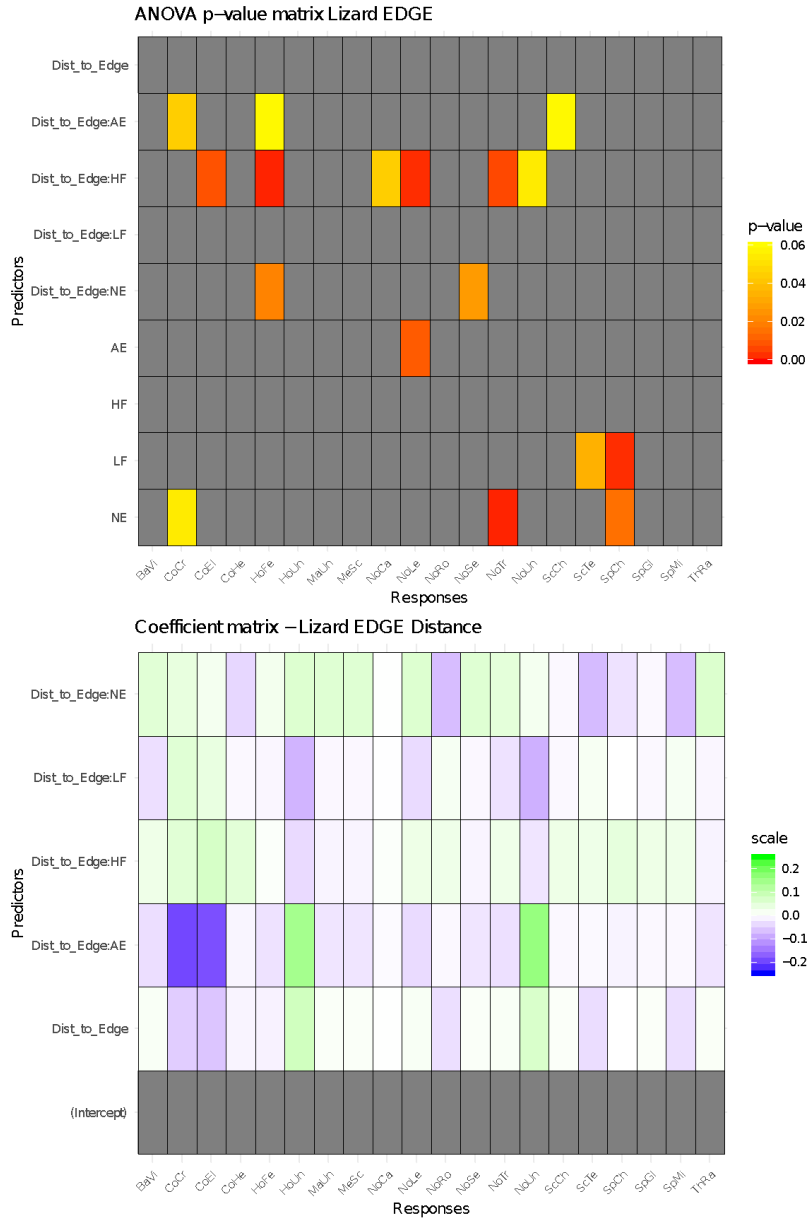 ANOVA p−value matrix Lizard EDGE
Dist_to_Edge
Dist_to_Edge:AE
Dist_to_Edge:HF
Dist_to_Edge:LF
Dist_to_Edge:NE
AE
HF
LF
NE
Predictors
BaVi CoCr CoEl CoHe HoFe HoUn MaUn MeSc NoCa NoLe NoRo NoSe NoTr NoUn ScCh ScTe SpCh SpGl SpMi ThRa
Responses
p−value
0.06
0.04
0.02
0.00
Coefficient matrix − Lizard EDGE Distance
Dist_to_Edge:NE
Dist_to_Edge:LF
Dist_to_Edge:HF
Dist_to_Edge:AE
Dist_to_Edge
(Intercept)
Predictors
BaVi CoCr CoEl CoHe HoFe HoUn MaUn MeSc NoCa NoLe NoRo NoSe NoTr NoUn ScCh ScTe SpCh SpGl SpMi ThRa
Responses
scale
0.2
0.1
0.0
−0.1
−0.2